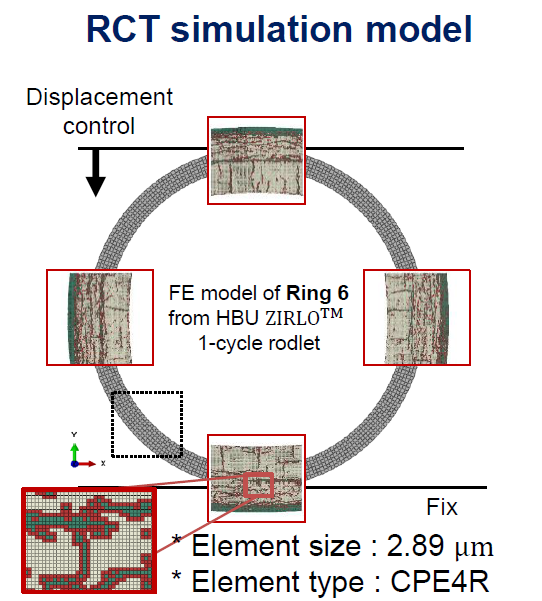 RCT simulation model
Displacement
control
FE model of Ring 6
from HBU ZIRLO™
1-cycle rodlet
Y
X
Fix
* Element size : 2.89 μm
* Element type : CPE4R